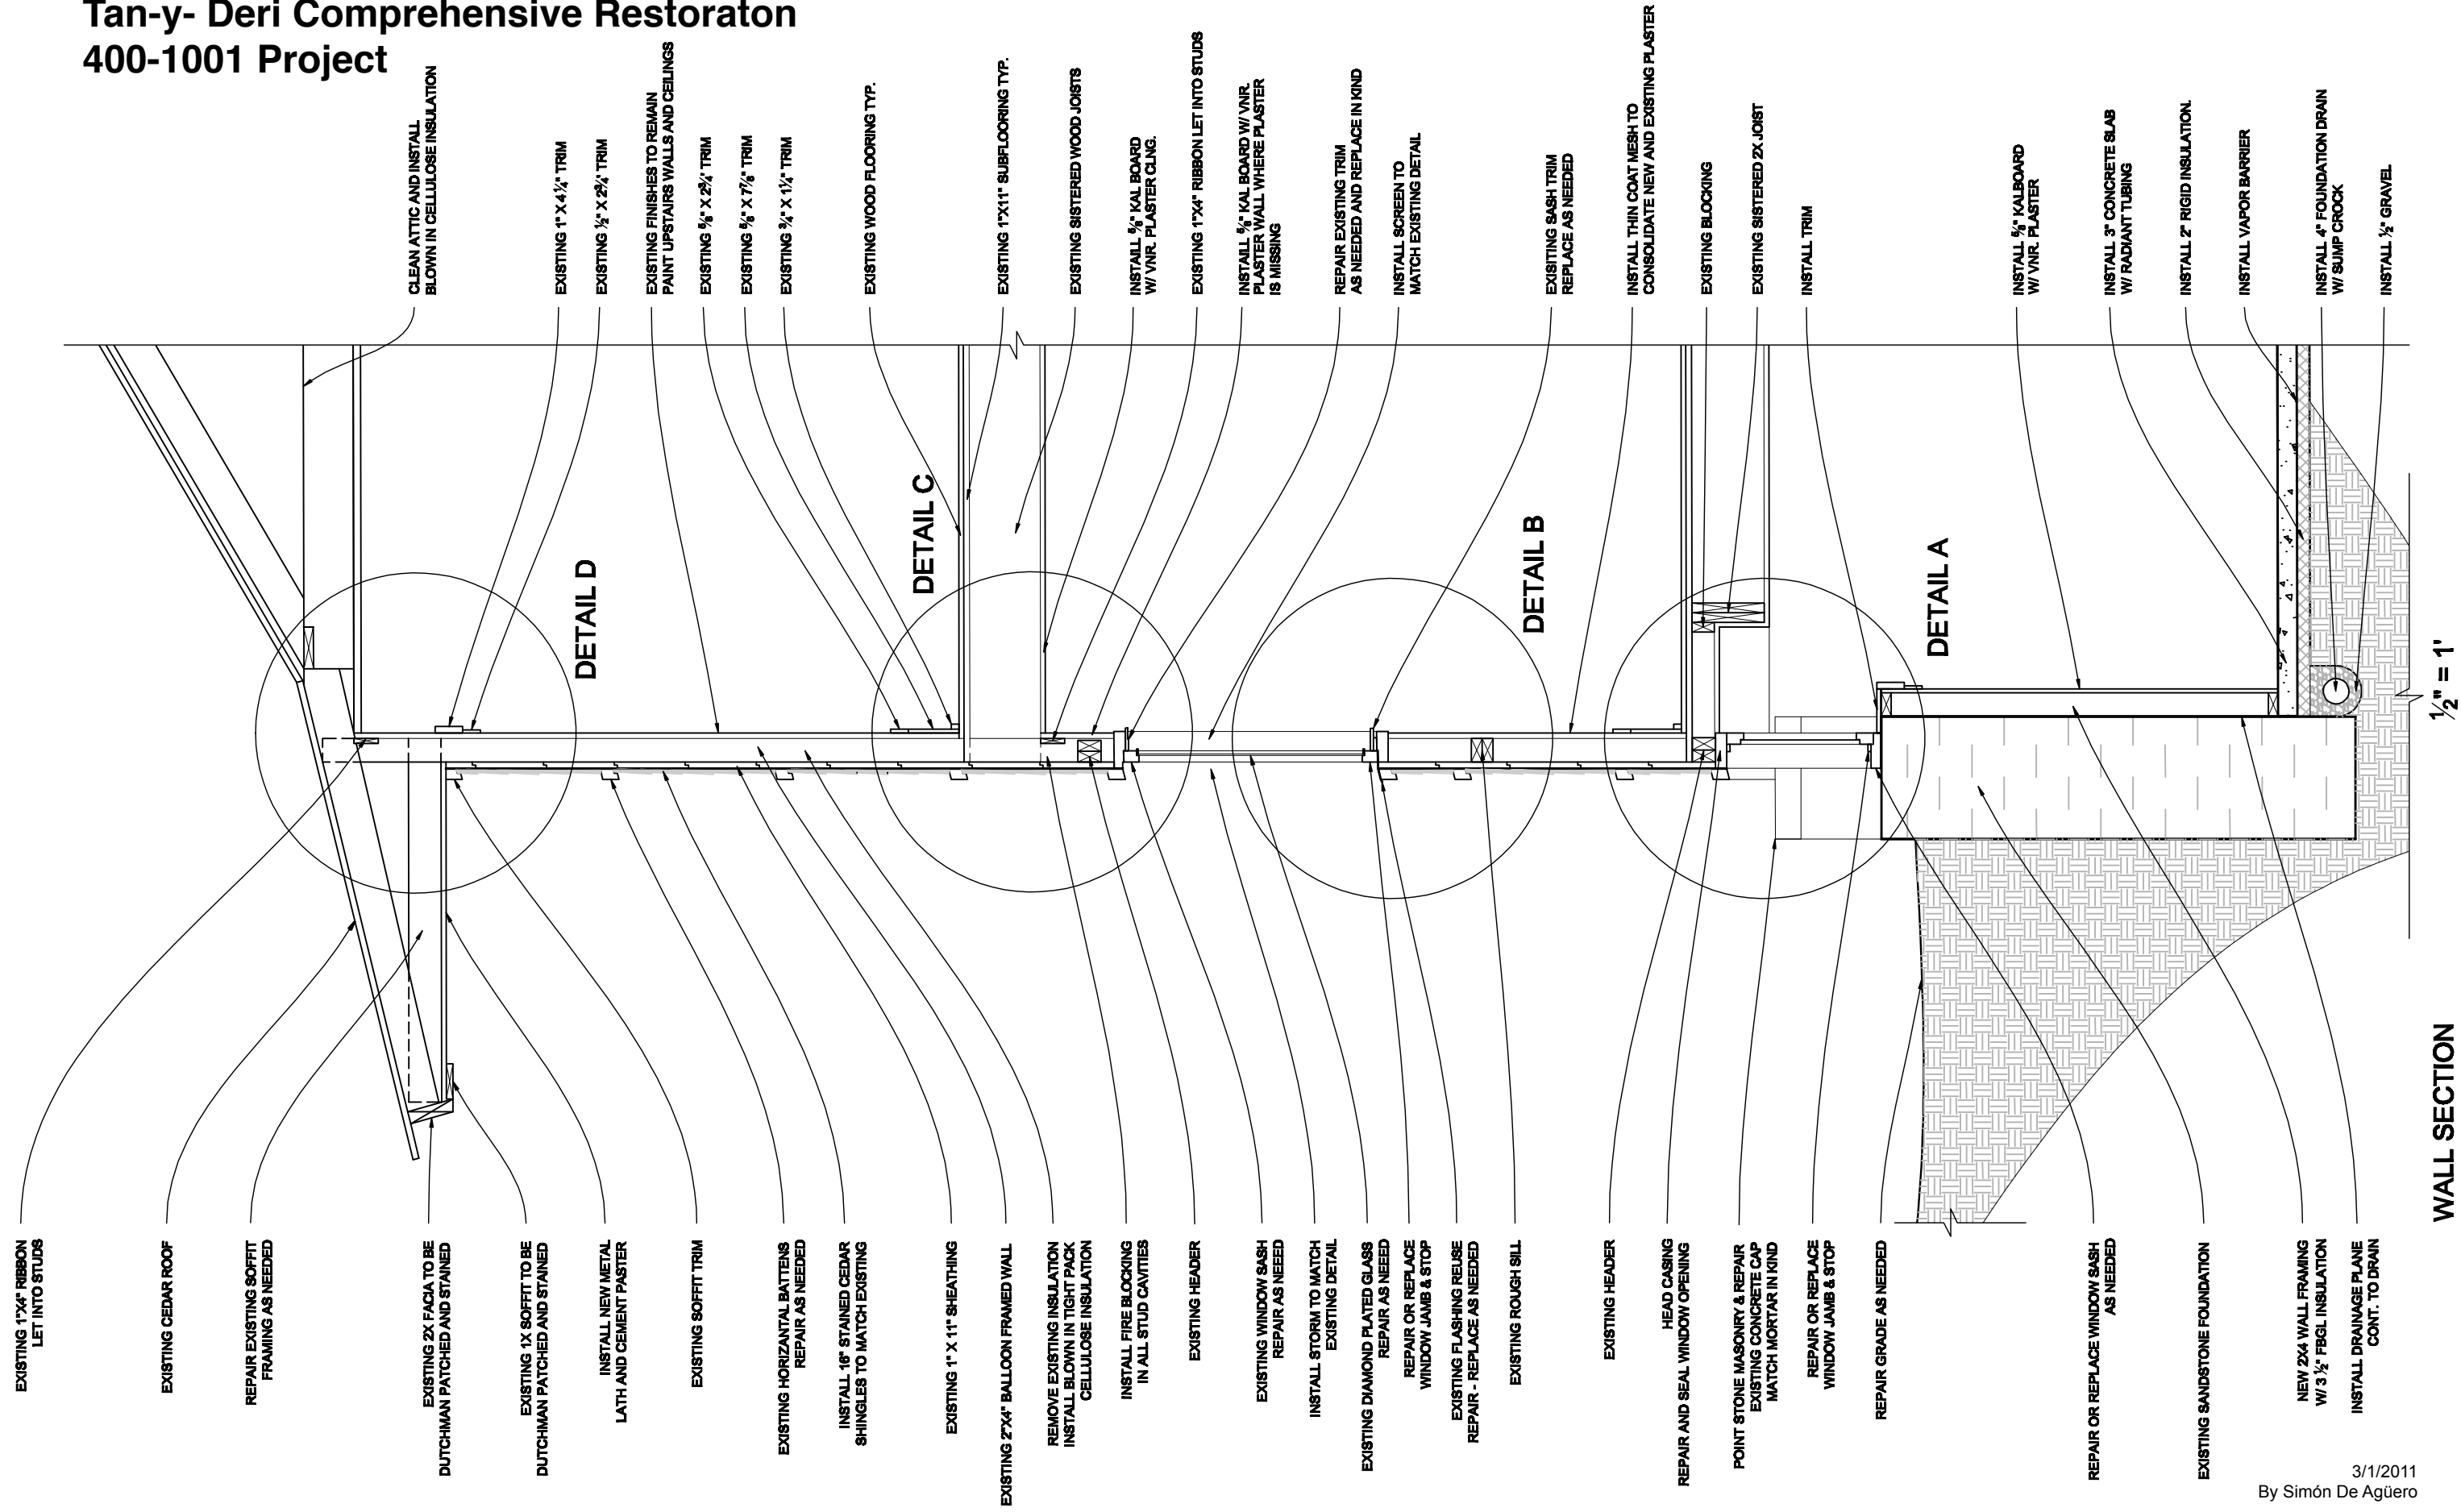 Tan-y- Deri Comprehensive Restoraton
400-1001 Project
CLEAN ATTIC AND INSTALL
BLOWN IN CELLULOSE INSULATION
EXISTING 1" X 4 ¼" TRIM
EXISTING ½" X 2¾" TRIM
EXISTING FINISHES TO REMAIN
PAINT UPSTAIRS WALLS AND CEILINGS
EXISTING ⅝" X 2¾" TRIM
EXISTING ⅝" X 7⅞" TRIM
EXISTING ¾" X 1¼" TRIM
EXISTING WOOD FLOORING TYP.
EXISTING 1"X11" SUBFLOORING TYP.
EXISTING SISTERED WOOD JOISTS
INSTALL ⅝" KAL BOARD
W/ VNR. PLASTER CLNG.
EXISTING 1"X4" RIBBON LET INTO STUDS
INSTALL ⅝" KAL BOARD W/ VNR.
PLASTER WALL WHERE PLASTER
IS MISSING
REPAIR EXISTING TRIM
AS NEEDED AND REPLACE IN KIND
INSTALL SCREEN TO
MATCH EXISTING DETAIL
EXISITING SASH TRIM
REPLACE AS NEEDED
INSTALL THIN COAT MESH TO
CONSOLIDATE NEW AND EXISTING PLASTER
EXISTING BLOCKING
EXISTING SISTERED 2X JOIST
INSTALL TRIM
INSTALL ⅝" KALBOARD
W/ VNR. PLASTER
INSTALL 3" CONCRETE SLAB
W/ RADIANT TUBING
INSTALL 2" RIGID INSULATION.
INSTALL VAPOR BARRIER
INSTALL 4" FOUNDATION DRAIN
W/ SUMP CROCK
INSTALL ½" GRAVEL
DETAIL D
DETAIL C
DETAIL B
DETAIL A
EXISTING 1"X4" RIBBON
LET INTO STUDS
EXISTING CEDAR ROOF
REPAIR EXISTING SOFFIT
FRAMING AS NEEDED
EXISTING 2X FACIA TO BE
DUTCHMAN PATCHED AND STAINED
EXISTING 1X SOFFIT TO BE
DUTCHMAN PATCHED AND STAINED
INSTALL NEW METAL
LATH AND CEMENT PASTER
EXISTING SOFFIT TRIM
EXISTING HORIZANTAL BATTENS
REPAIR AS NEEDED
INSTALL 16" STAINED CEDAR
SHINGLES TO MATCH EXISTING
EXISTING 1" X 11" SHEATHING
EXISTING 2"X4" BALLOON FRAMED WALL
REMOVE EXISTING INSULATION
INSTALL BLOWN IN TIGHT PACK
CELLULOSE INSULATION
INSTALL FIRE BLOCKING
IN ALL STUD CAVITIES
EXISTING HEADER
EXISTING WINDOW SASH
REPAIR AS NEED
INSTALL STORM TO MATCH
EXISTING DETAIL
EXISTING DIAMOND PLATED GLASS
REPAIR AS NEED
REPAIR OR REPLACE
WINDOW JAMB & STOP
EXISTING FLASHING REUSE
REPAIR - REPLACE AS NEEDED
EXISTING ROUGH SILL
EXISTING HEADER
HEAD CASING
REPAIR AND SEAL WINDOW OPENING
POINT STONE MASONRY & REPAIR
EXISTING CONCRETE CAP
MATCH MORTAR IN KIND
REPAIR OR REPLACE
WINDOW JAMB & STOP
REPAIR GRADE AS NEEDED
REPAIR OR REPLACE WINDOW SASH
AS NEEDED
EXISTING SANDSTONE FOUNDATION
NEW 2X4 WALL FRAMING
W/ 3 ½" FBGL INSULATION
INSTALL DRAINAGE PLANE
CONT. TO DRAIN
WALL SECTION
½" = 1'
3/1/2011
By Simón De Agüero